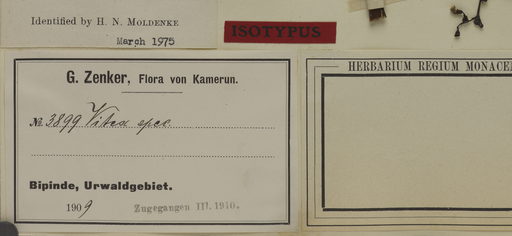 Identified by H. N. MOLDENKE
March 1975
ISOTYPUS
G. Zenker, Flora von Kamerun.
№ 3899 Vitex spec.
Bipinde, Urwaldgebiet.
1909 Zugegangen III. 1910.
HERBARIUM REGIUM MONACE